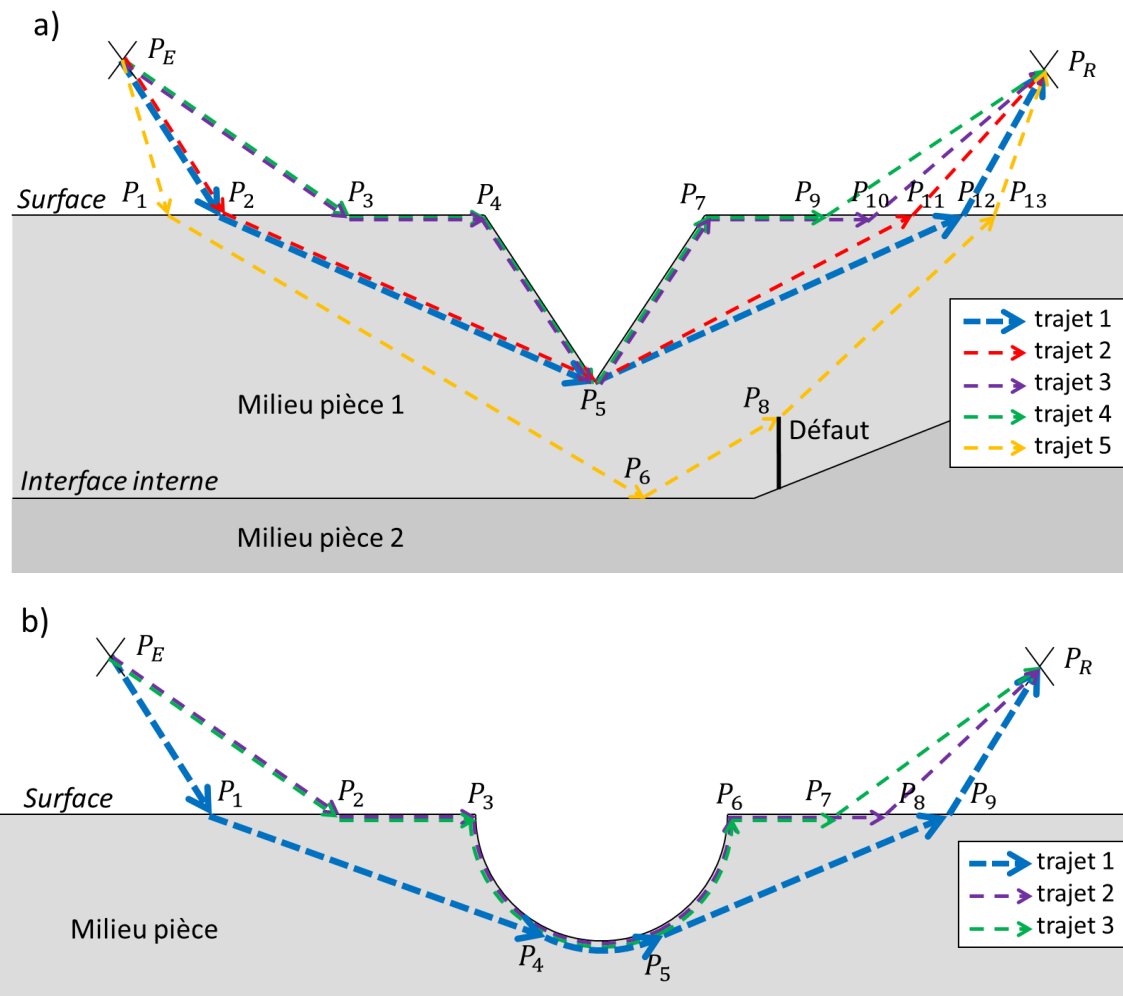 a)
P_E
P_R
Surface
P_1
P_2
P_3
P_4
P_7
P_9
P_10
P_11
P_12
P_13
trajet 1
trajet 2
trajet 3
trajet 4
trajet 5
P_5
P_8
Milieu pièce 1
Défaut
P_6
Interface interne
Milieu pièce 2
b)
P_E
P_R
Surface
P_1
P_2
P_3
P_6
P_7
P_8
P_9
trajet 1
trajet 2
trajet 3
Milieu pièce
P_4
P_5